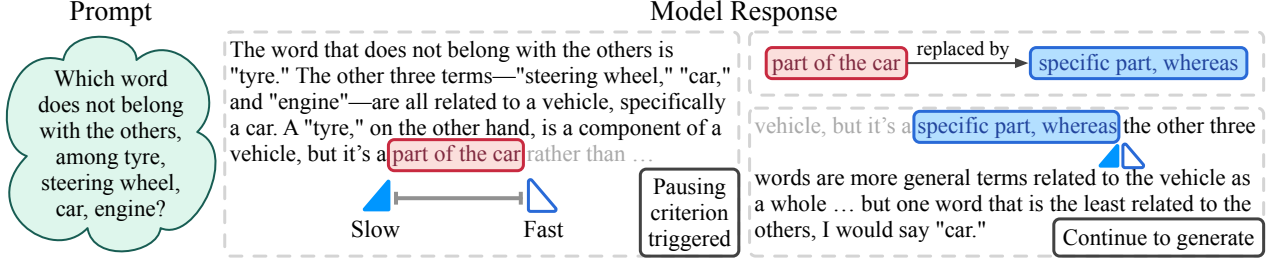 Prompt
Model Response
Which word
does not belong
with the others,
among tyre,
steering wheel,
car, engine?
The word that does not belong with the others is
"tyre." The other three terms—"steering wheel," "car,"
and "engine"—are all related to a vehicle, specifically
a car. A "tyre," on the other hand, is a component of a
vehicle, but it's a part of the car rather than …
Slow
Fast
Pausing
criterion
triggered
part of the car replaced by specific part, whereas
vehicle, but it's a specific part, whereas the other three
words are more general terms related to the vehicle as
a whole … but one word that is the least related to the
others, I would say "car."
Continue to generate